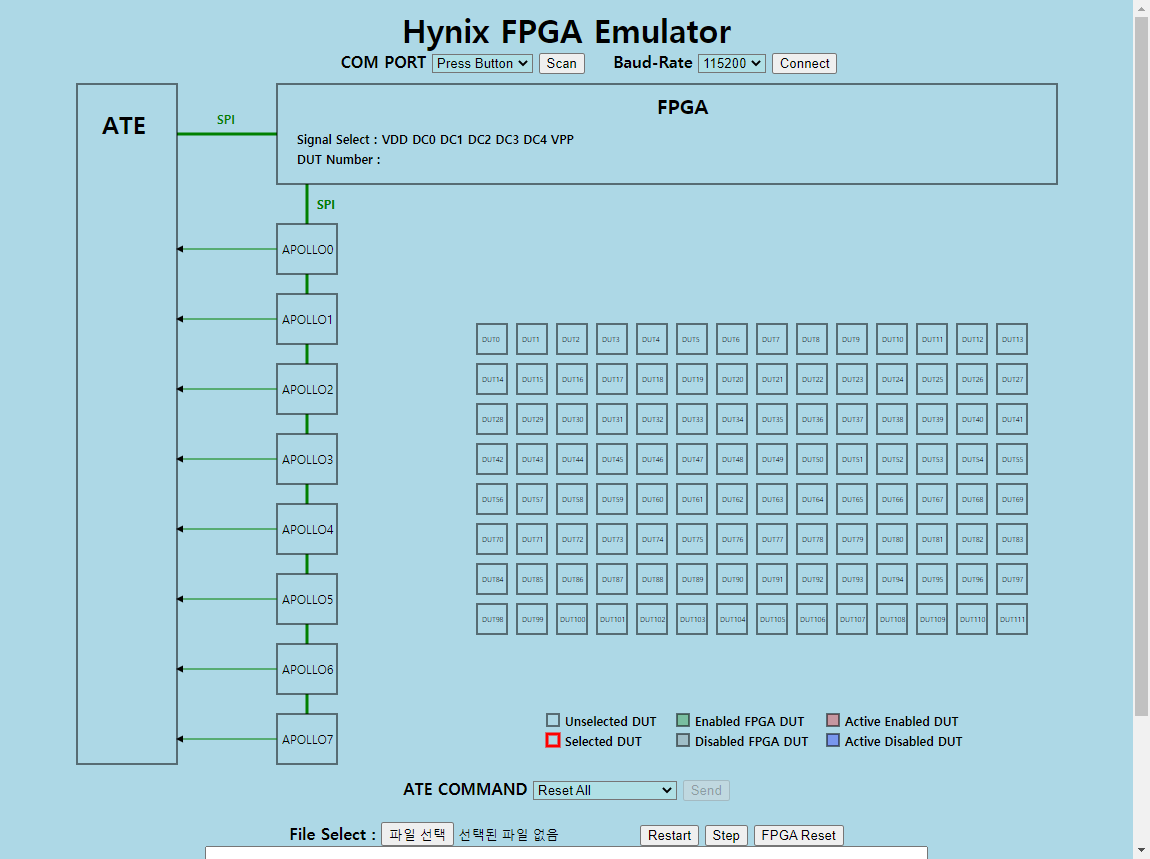 Hynix FPGA Emulator
COM PORT Press Button Scan Baud-Rate 115200 Connect
ATE
SPI
FPGA
Signal Select : VDD DC0 DC1 DC2 DC3 DC4 VPP
DUT Number :
SPI
APOLLO0
APOLLO1
APOLLO2
APOLLO3
APOLLO4
APOLLO5
APOLLO6
APOLLO7
DUT0 DUT1 DUT2 DUT3 DUT4 DUT5 DUT6 DUT7 DUT8 DUT9 DUT10 DUT11 DUT12 DUT13
DUT14 DUT15 DUT16 DUT17 DUT18 DUT19 DUT20 DUT21 DUT22 DUT23 DUT24 DUT25 DUT26 DUT27
DUT28 DUT29 DUT30 DUT31 DUT32 DUT33 DUT34 DUT35 DUT36 DUT37 DUT38 DUT39 DUT40 DUT41
DUT42 DUT43 DUT44 DUT45 DUT46 DUT47 DUT48 DUT49 DUT50 DUT51 DUT52 DUT53 DUT54 DUT55
DUT56 DUT57 DUT58 DUT59 DUT60 DUT61 DUT62 DUT63 DUT64 DUT65 DUT66 DUT67 DUT68 DUT69
DUT70 DUT71 DUT72 DUT73 DUT74 DUT75 DUT76 DUT77 DUT78 DUT79 DUT80 DUT81 DUT82 DUT83
DUT84 DUT85 DUT86 DUT87 DUT88 DUT89 DUT90 DUT91 DUT92 DUT93 DUT94 DUT95 DUT96 DUT97
DUT98 DUT99 DUT100 DUT101 DUT102 DUT103 DUT104 DUT105 DUT106 DUT107 DUT108 DUT109 DUT110 DUT111
Unselected DUT Enabled FPGA DUT Active Enabled DUT
Selected DUT Disabled FPGA DUT Active Disabled DUT
ATE COMMAND Reset All Send
File Select : 파일 선택 선택된 파일 없음 Restart Step FPGA Reset